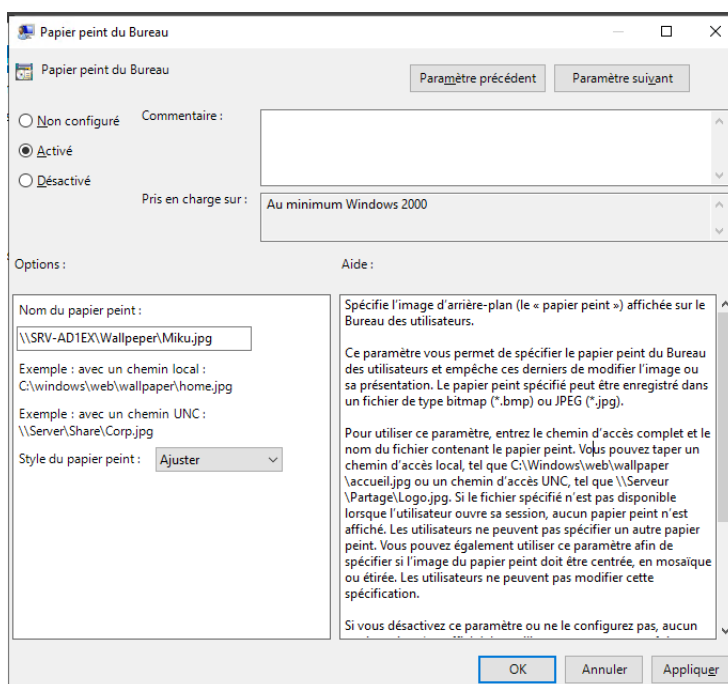 Papier peint du Bureau
Papier peint du Bureau
Paramètre précédent
Paramètre suivant
Non configuré
Commentaire :
Activé
Désactivé
Pris en charge sur :
Au minimum Windows 2000
Options :
Aide :
Nom du papier peint :
\\SRV-AD1EX\Wallpeper\Miku.jpg
Exemple : avec un chemin local :
C:\windows\web\wallpaper\home.jpg
Exemple : avec un chemin UNC :
\\Server\Share\Corp.jpg
Style du papier peint :
Ajuster
Spécifie l'image d'arrière-plan (le « papier peint ») affichée sur le
Bureau des utilisateurs.
Ce paramètre vous permet de spécifier le papier peint du Bureau
des utilisateurs et empêche ces derniers de modifier l'image ou
sa présentation. Le papier peint spécifié peut être enregistré dans
un fichier de type bitmap (*.bmp) ou JPEG (*.jpg).
Pour utiliser ce paramètre, entrez le chemin d'accès complet et le
nom du fichier contenant le papier peint. Vous pouvez taper un
chemin d'accès local, tel que C:\Windows\web\wallpaper
\accueil.jpg ou un chemin d'accès UNC, tel que \\Serveur
\Partage\Logo.jpg. Si le fichier spécifié n'est pas disponible
lorsque l'utilisateur ouvre sa session, aucun papier peint n'est
affiché. Les utilisateurs ne peuvent pas spécifier un autre papier
peint. Vous pouvez également utiliser ce paramètre afin de
spécifier si l'image du papier peint doit être centrée, en mosaïque
ou étirée. Les utilisateurs ne peuvent pas modifier cette
spécification.
Si vous désactivez ce paramètre ou ne le configurez pas, aucun
OK
Annuler
Appliquer